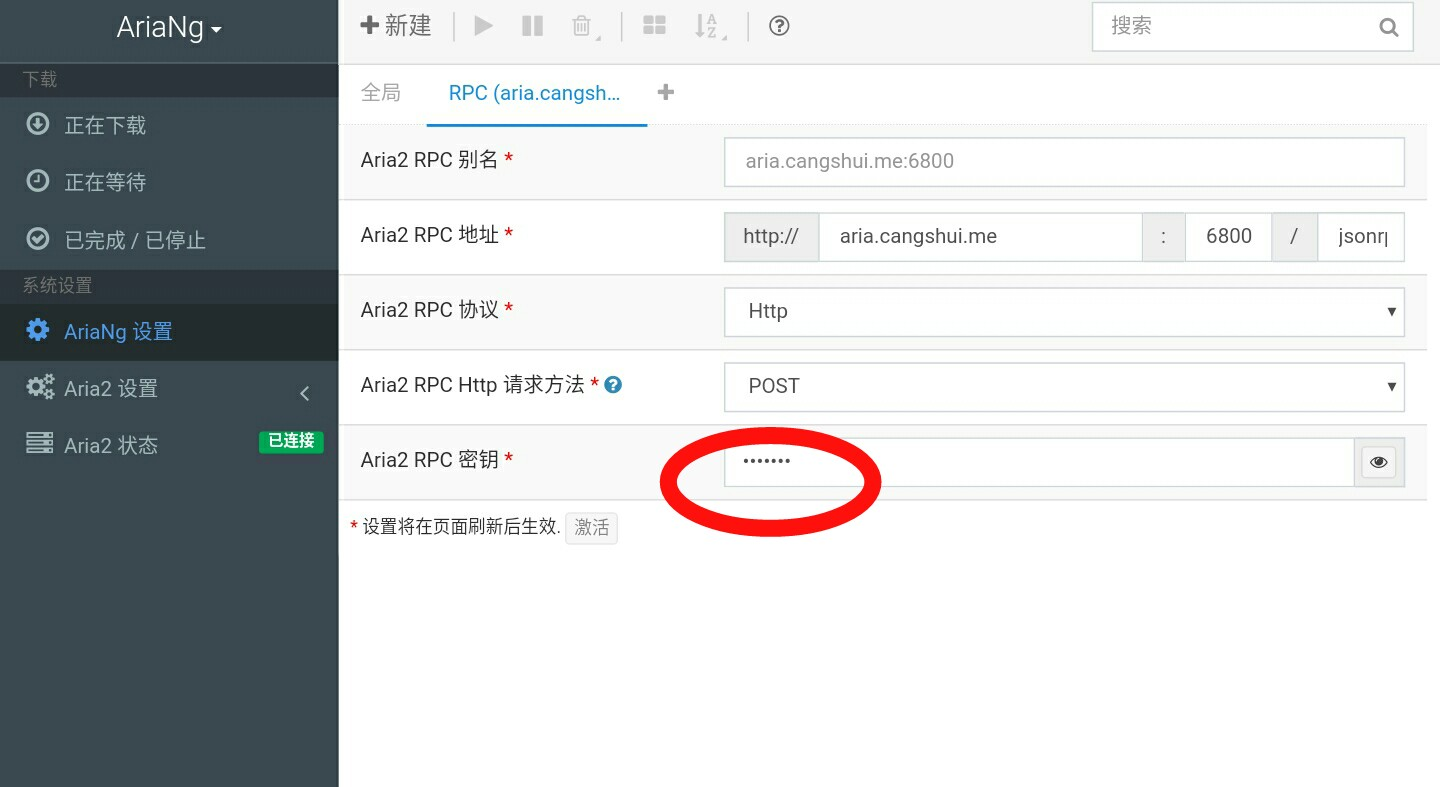 AriaNg
新建
搜索
下载
正在下载
正在等待
已完成 / 已停止
系统设置
AriaNg 设置
Aria2 设置
Aria2 状态 已连接
全局 RPC (aria.cangsh...
Aria2 RPC 别名 * aria.cangshui.me:6800
Aria2 RPC 地址 * http:// aria.cangshui.me : 6800 / jsonr
Aria2 RPC 协议 * Http
Aria2 RPC Http 请求方法 * POST
Aria2 RPC 密钥 * •••••••
* 设置将在页面刷新后生效. 激活